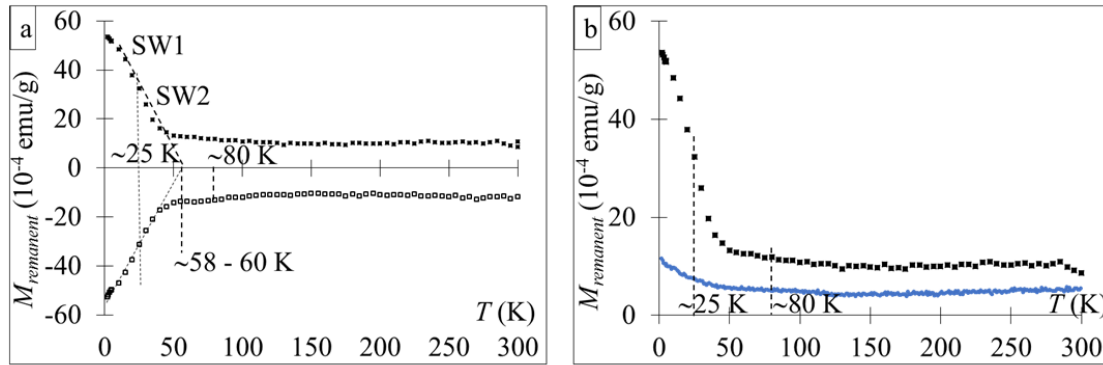 a
60
40
20
0
-20
-40
-60
M_remanent (10^-4 emu/g)
SW1
SW2
~25 K
~80 K
~58 - 60 K
T (K)
0 50 100 150 200 250 300
b
60
40
20
0
M_remanent (10^-4 emu/g)
~25 K
~80 K
T (K)
0 50 100 150 200 250 300